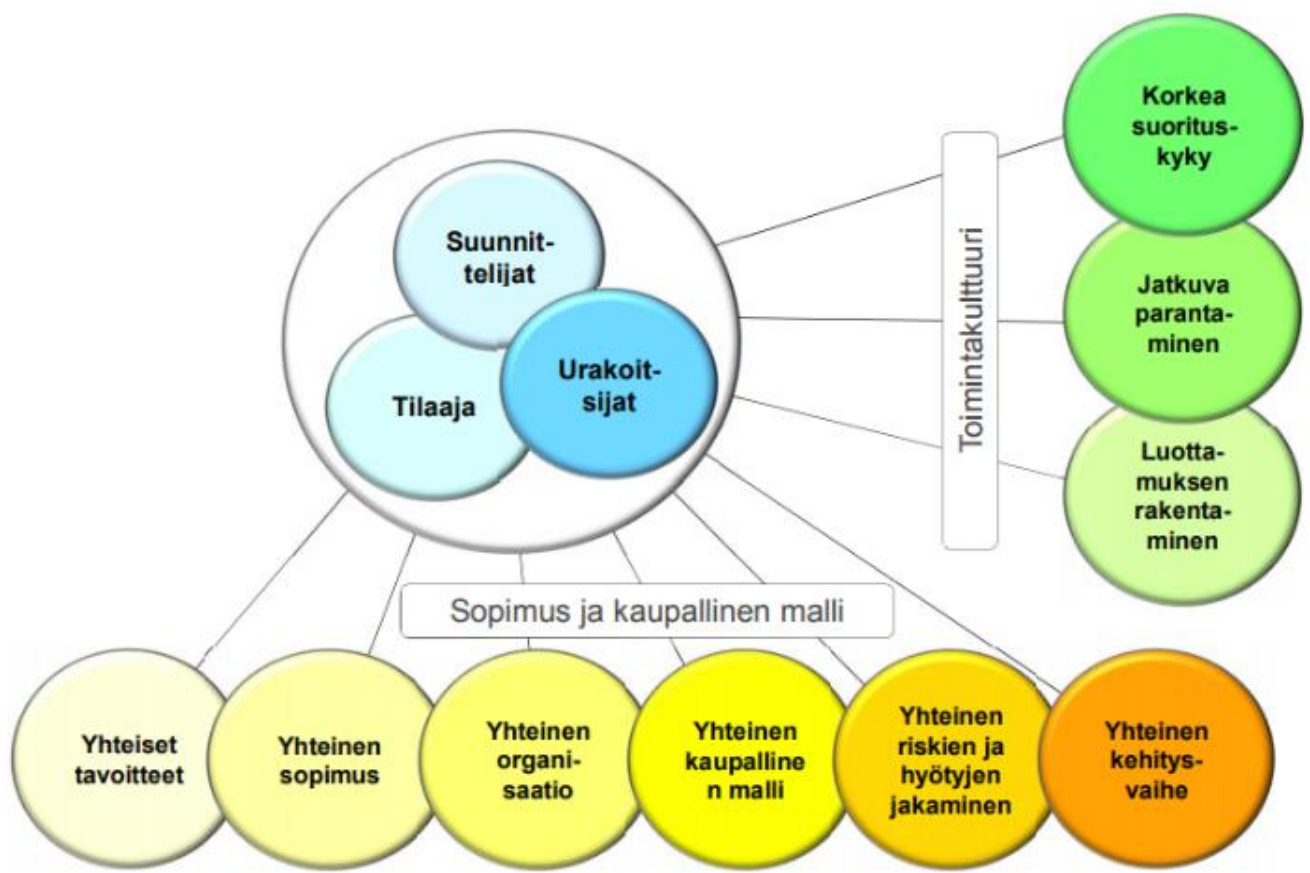 Korkea
suoritus-
kyky
Suunnit-
telijat
Jatkuva
paranta-
minen
Urakoit-
sijat
Tilaaja
Toimintakulttuuri
Luotta-
muksen
rakenta-
minen
Sopimus ja kaupallinen malli
Yhteiset
tavoitteet
Yhteinen
sopimus
Yhteinen
organi-
saatio
Yhteinen
kaupalline
n malli
Yhteinen
riskien ja
hyötyjen
jakaminen
Yhteinen
kehitys-
vaihe